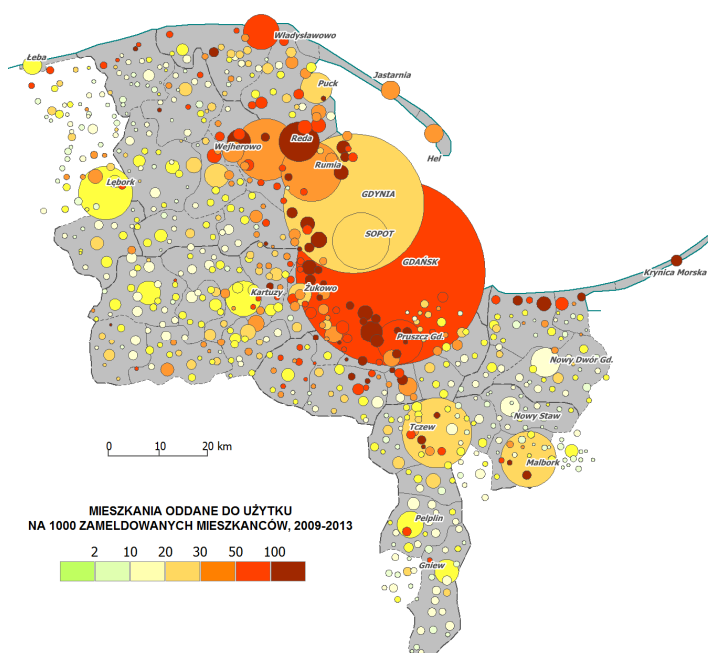 Władysławowo
Łeba
Jastarnia
Puck
Reda
Wejherowo
Hel
Rumia
Lębork
GDYNIA
SOPOT
GDAŃSK
Krynica Morska
Kartuzy
Żukowo
Pruszcz Gd.
Nowy Dwór Gd.
Nowy Staw
Tczew
0 10 20 km
Malbork
MIESZKANIA ODDANE DO UŻYTKU
NA 1000 ZAMELDOWANYCH MIESZKANCÓW, 2009-2013
Pelplin
2 10 20 30 50 100
Gniew